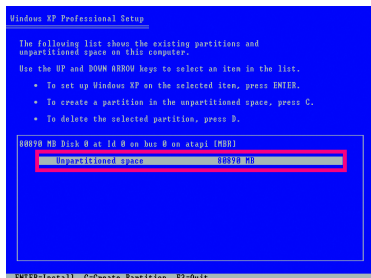 Windows XP Professional Setup
The following list shows the existing partitions and
unpartitioned space on this computer.
Use the UP and DOWN ARROW keys to select an item in the list.
• To set up Windows XP on the selected item, press ENTER.
• To create a partition in the unpartitioned space, press C.
• To delete the selected partition, press D.
80890 MB Disk 0 at Id 0 on bus 0 on atapi [MBR]
Unpartitioned space 80890 MB
ENTER=Install C=Create Partition F3=Quit